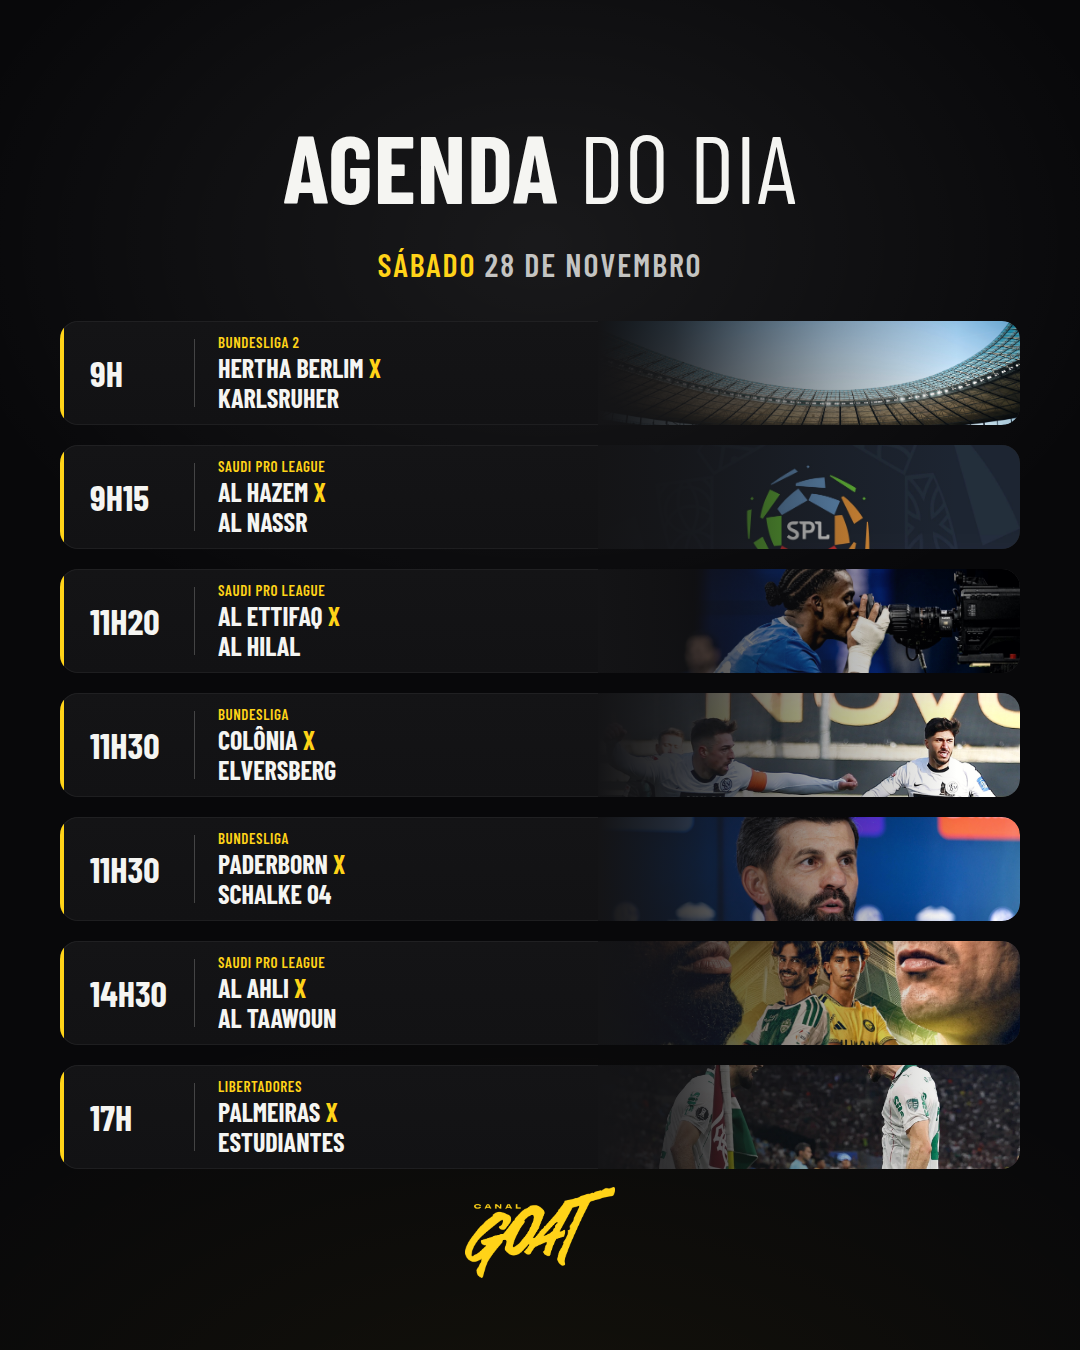 AGENDA DO DIA
SÁBADO 28 DE NOVEMBRO
9H
BUNDESLIGA 2
HERTHA BERLIM X
KARLSRUHER
9H15
SAUDI PRO LEAGUE
AL HAZEM X
AL NASSR
SPL
11H20
SAUDI PRO LEAGUE
AL ETTIFAQ X
AL HILAL
11H30
BUNDESLIGA
COLÔNIA X
ELVERSBERG
NOVO
11H30
BUNDESLIGA
PADERBORN X
SCHALKE 04
14H30
SAUDI PRO LEAGUE
AL AHLI X
AL TAAWOUN
17H
LIBERTADORES
PALMEIRAS X
ESTUDIANTES
CANAL
GOAT